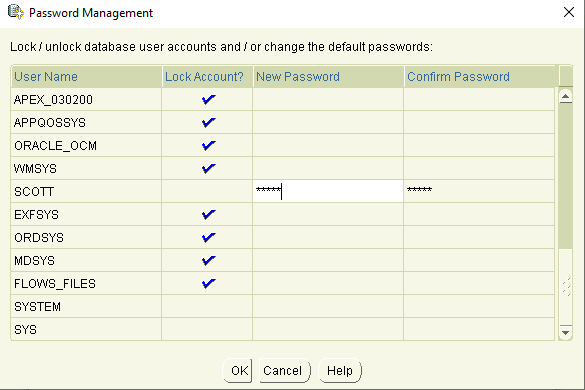 Password Management
Lock / unlock database user accounts and / or change the default passwords:
User Name Lock Account? New Password Confirm Password
APEX_030200
APPQOSSYS
ORACLE_OCM
WMSYS
SCOTT ***** *****
EXFSYS
ORDSYS
MDSYS
FLOWS_FILES
SYSTEM
SYS
OK Cancel Help